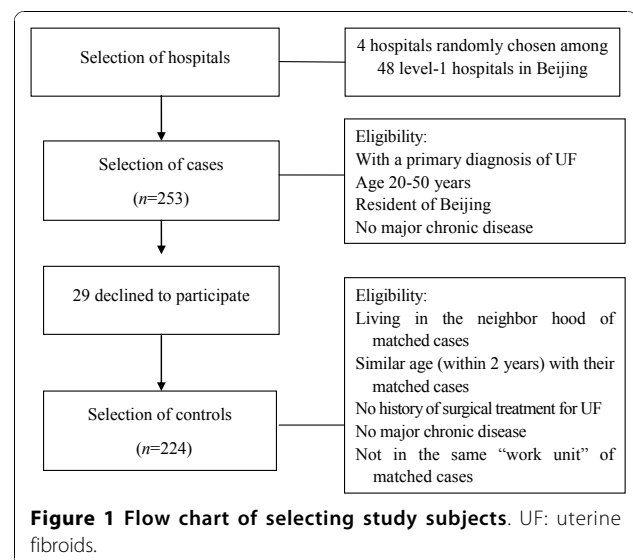 Selection of hospitals
4 hospitals randomly chosen among
48 level-1 hospitals in Beijing
Selection of cases
(n=253)
Eligibility:
With a primary diagnosis of UF
Age 20-50 years
Resident of Beijing
No major chronic disease
29 declined to participate
Eligibility:
Living in the neighbor hood of
matched cases
Similar age (within 2 years) with their
matched cases
No history of surgical treatment for UF
No major chronic disease
Not in the same “work unit” of
matched cases
Selection of controls
(n=224)
Figure 1 Flow chart of selecting study subjects. UF: uterine
fibroids.